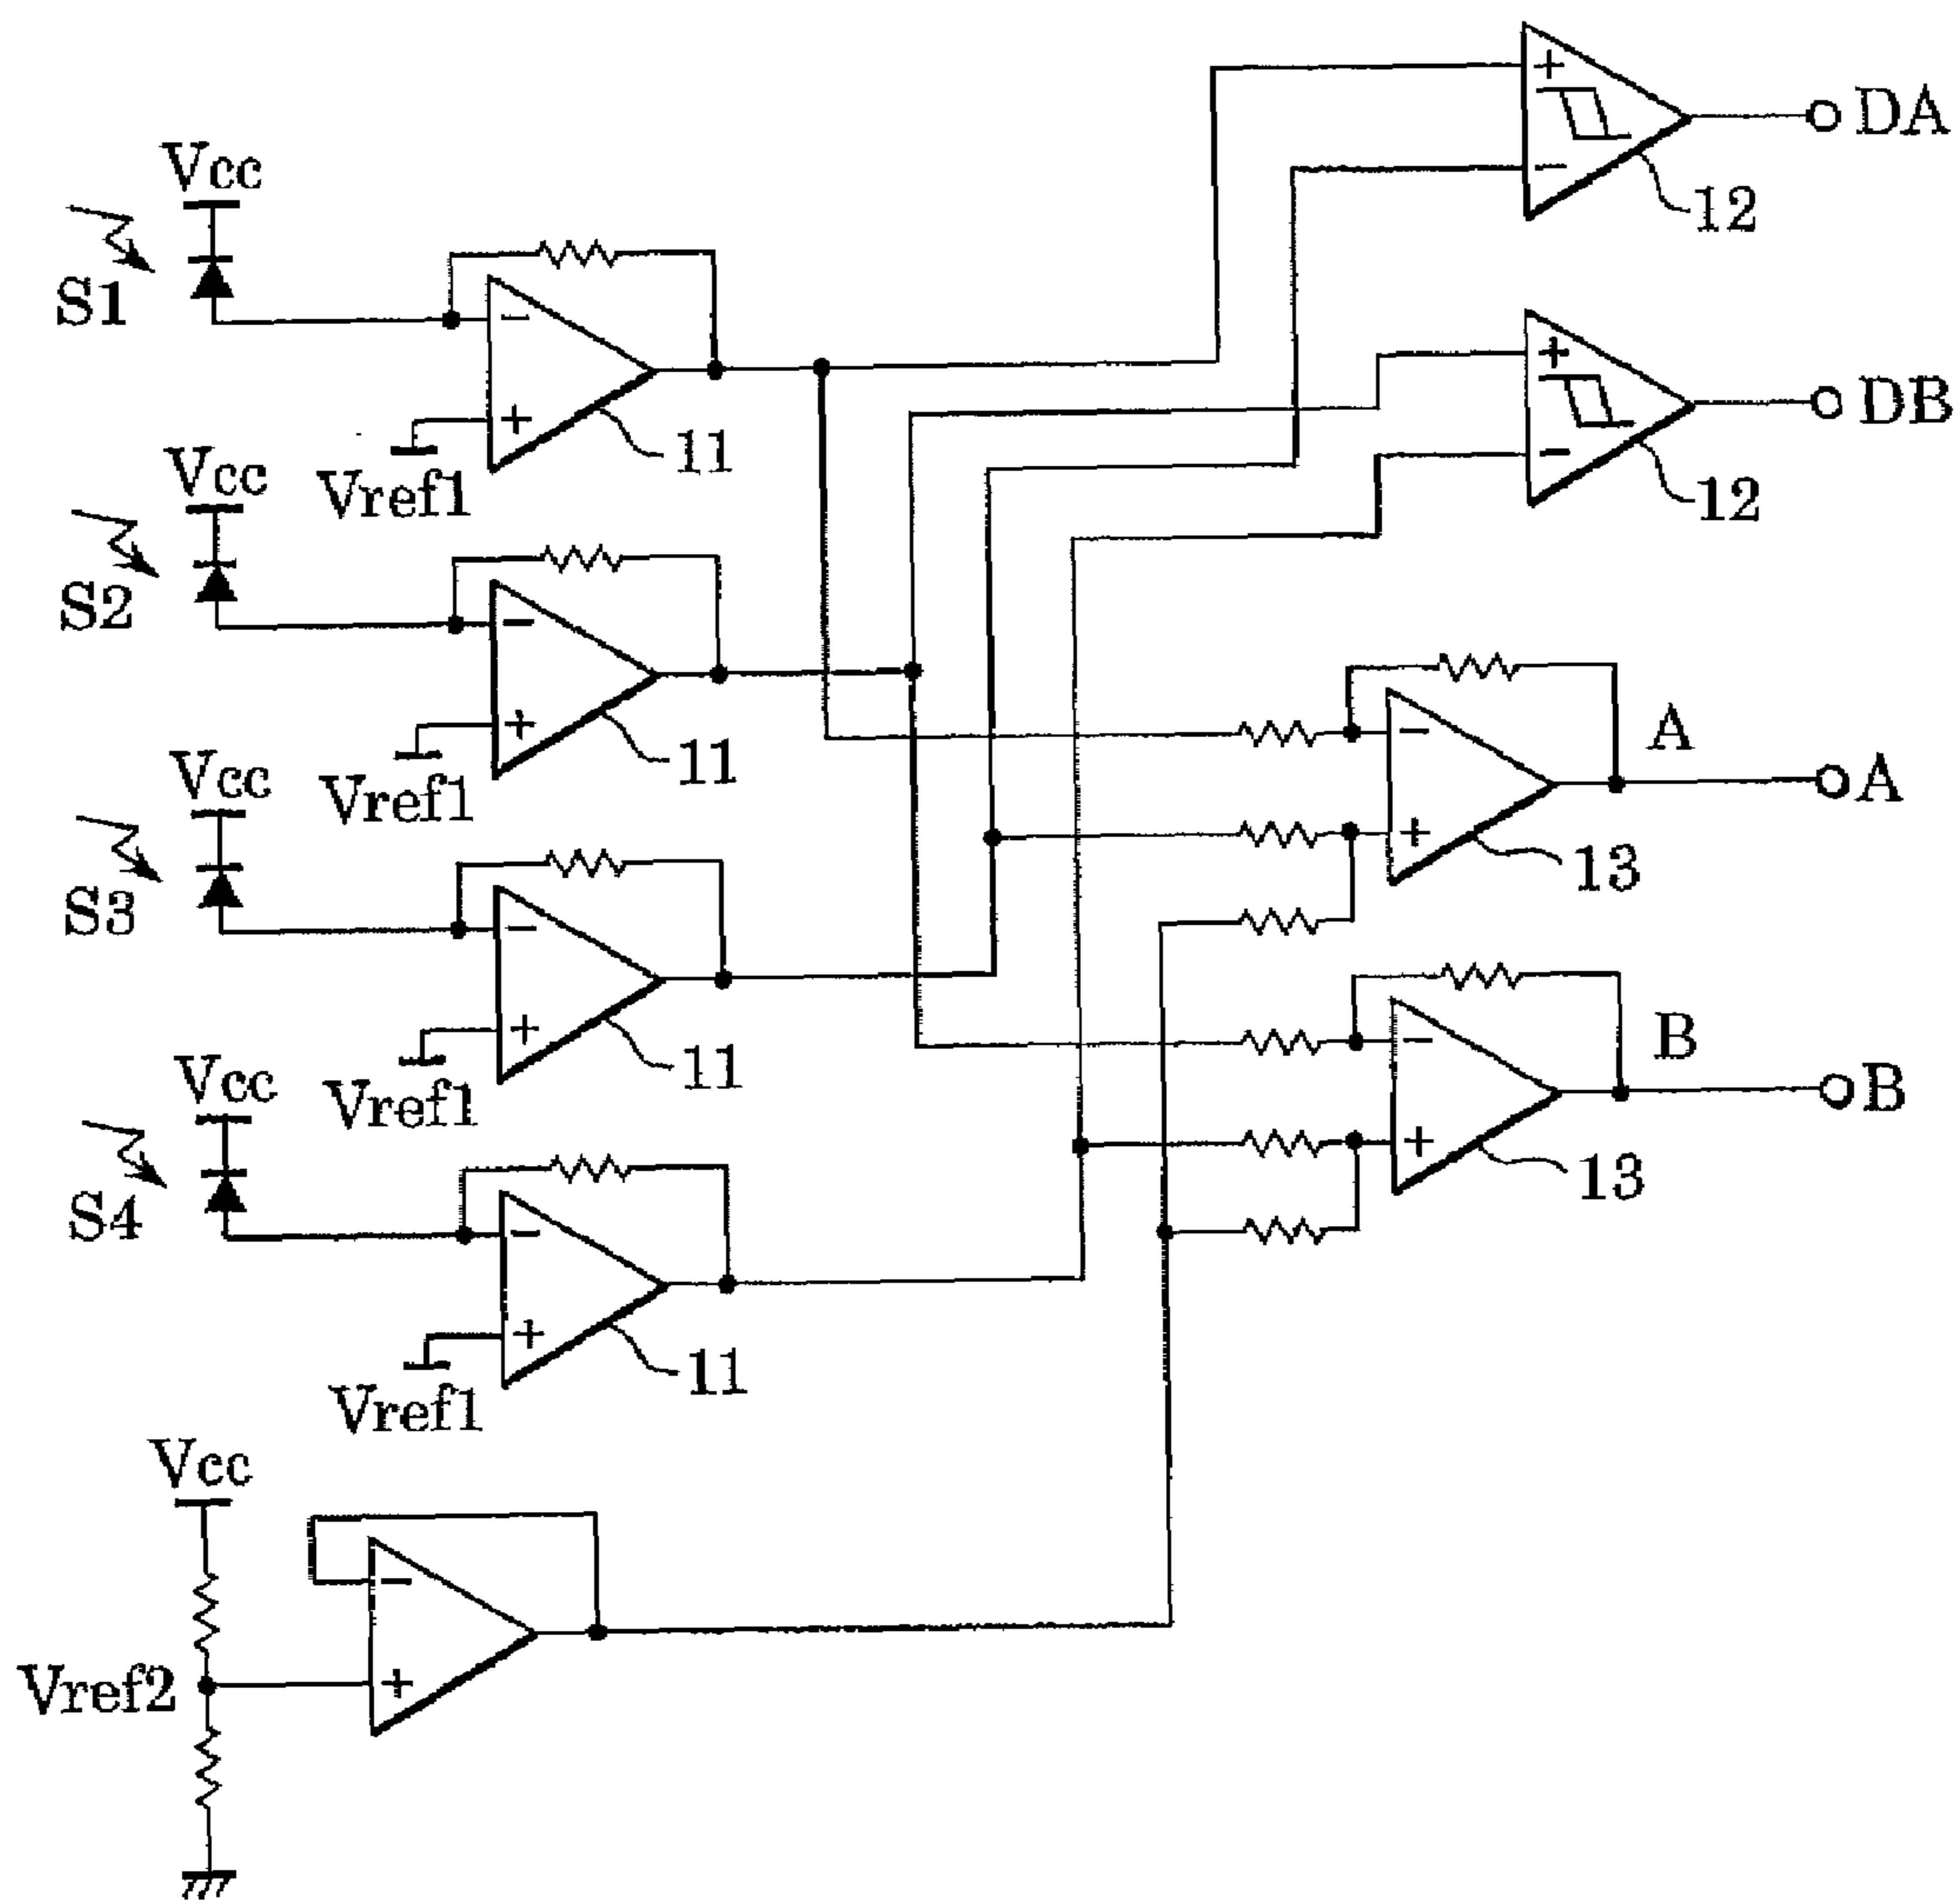 Vcc
S1
-
+
11
Vref1
+
-
12
DA
Vcc
S2
-
+
11
Vref1
+
-
12
DB
Vcc
S3
-
+
11
Vref1
-
+
13
A
A
Vcc
S4
-
+
11
Vref1
-
+
13
B
B
Vcc
Vref2
-
+